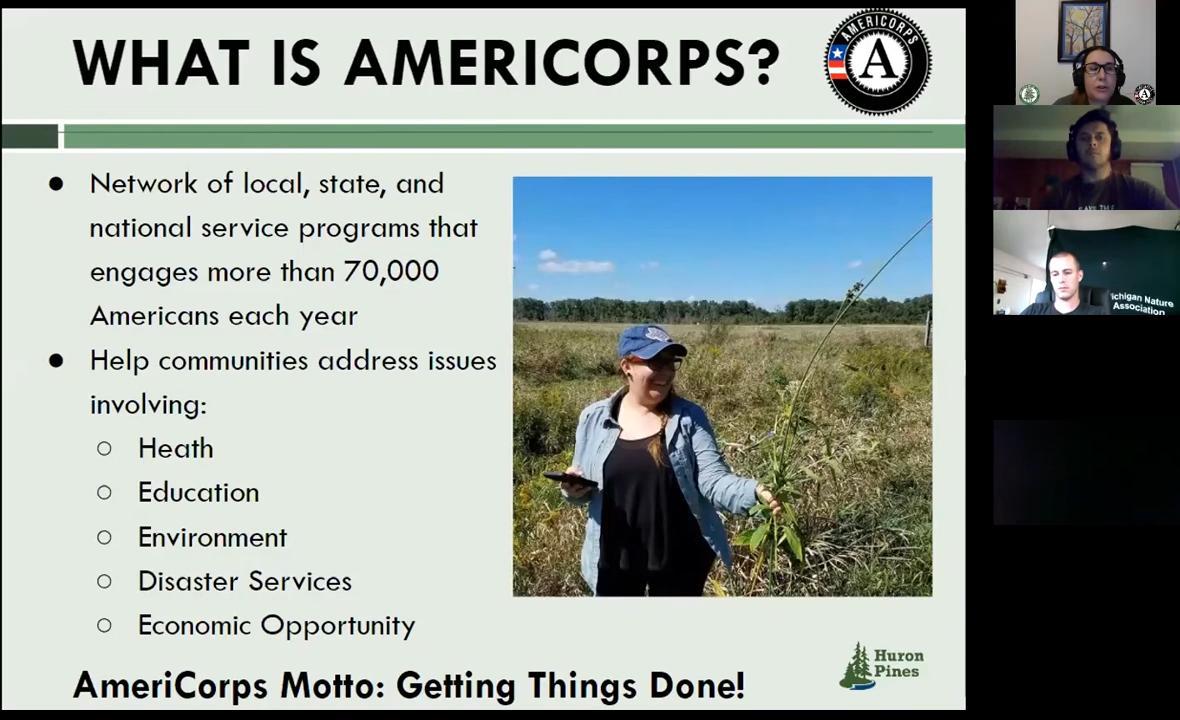 WHAT IS AMERICORPS?
AMERICORPS
A
● Network of local, state, and
national service programs that
engages more than 70,000
Americans each year
● Help communities address issues
involving:
○ Heath
○ Education
○ Environment
○ Disaster Services
○ Economic Opportunity
AmeriCorps Motto: Getting Things Done!
Huron
Pines
A
SAVE THE
ichigan Nature
Association